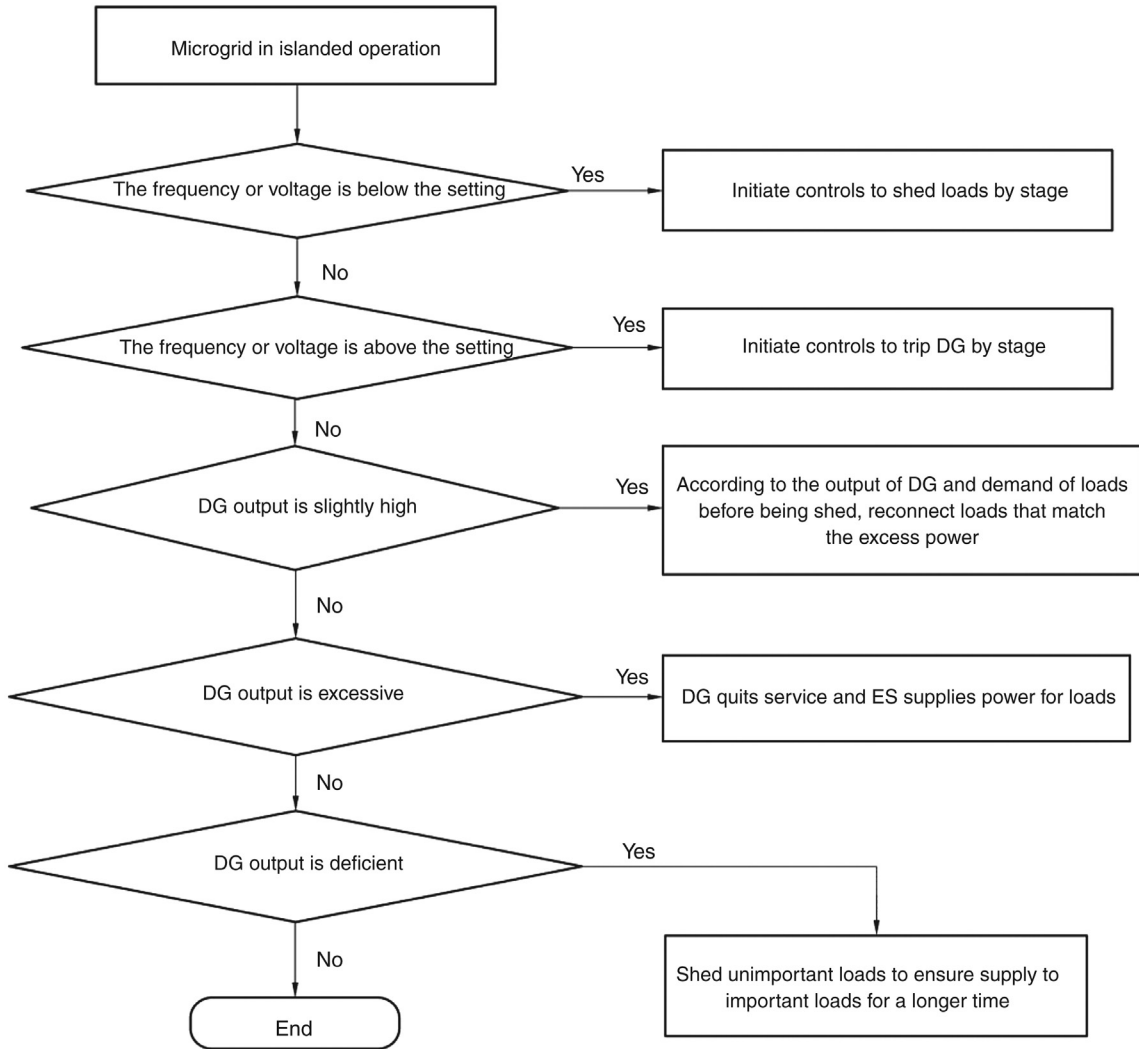 Microgrid in islanded operation
The frequency or voltage is below the setting
Yes
Initiate controls to shed loads by stage
No
The frequency or voltage is above the setting
Yes
Initiate controls to trip DG by stage
No
DG output is slightly high
Yes
According to the output of DG and demand of loads
before being shed, reconnect loads that match
the excess power
No
DG output is excessive
Yes
DG quits service and ES supplies power for loads
No
DG output is deficient
Yes
Shed unimportant loads to ensure supply to
important loads for a longer time
No
End